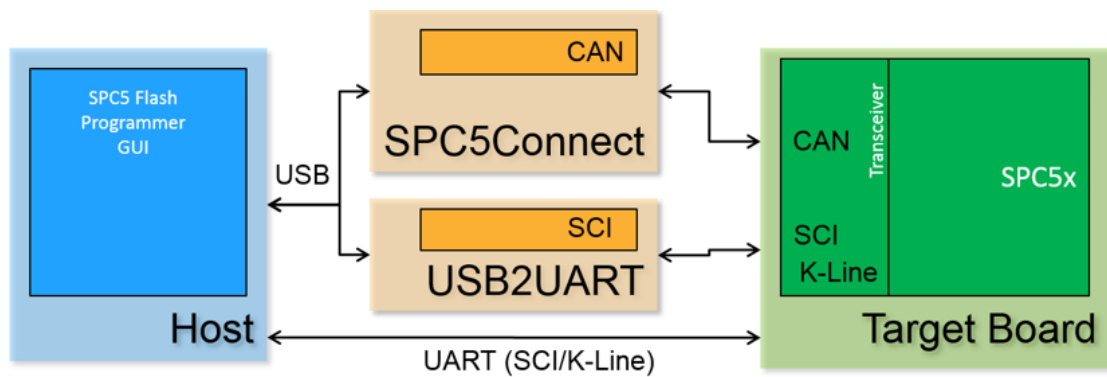 SPC5 Flash
Programmer
GUI
Host
USB
CAN
SPC5Connect
SCI
USB2UART
UART (SCI/K-Line)
CAN
SCI
K-Line
Transceiver
SPC5x
Target Board